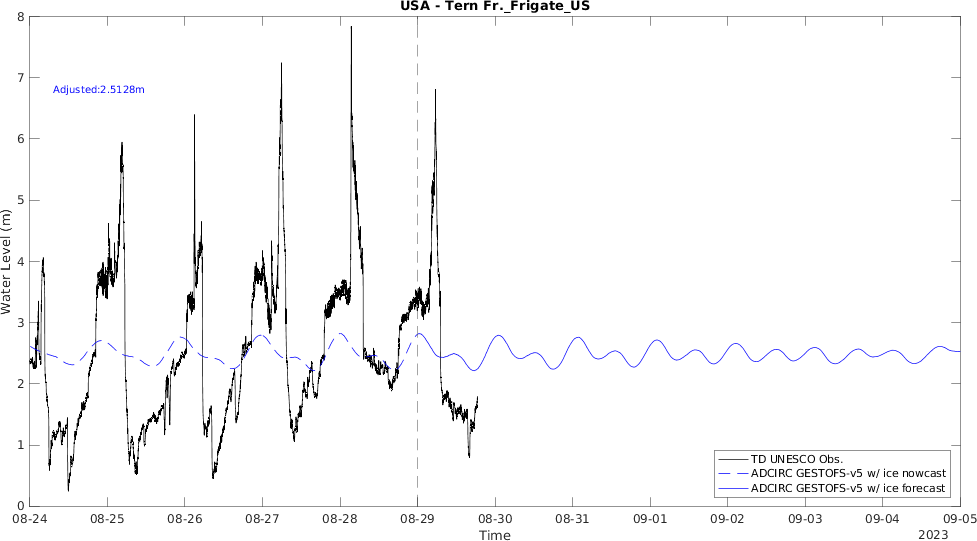 USA - Tern Fr._Frigate_US
Adjusted:2.5128m
Water Level (m)
8
7
6
5
4
3
2
1
0
TD UNESCO Obs.
ADCIRC GESTOFS-v5 w/ ice nowcast
ADCIRC GESTOFS-v5 w/ ice forecast
08-24 08-25 08-26 08-27 08-28 08-29 08-30 08-31 09-01 09-02 09-03 09-04 09-05
Time
2023